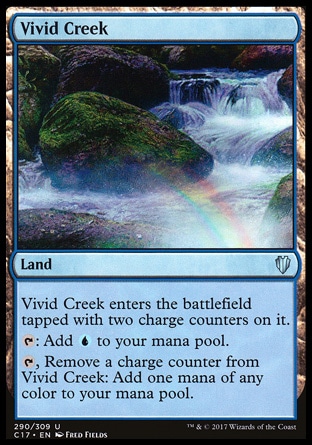 Vivid Creek
Land
Vivid Creek enters the battlefield
tapped with two charge counters on it.
: Add to your mana pool.
, Remove a charge counter from
Vivid Creek: Add one mana of any
color to your mana pool.
290/309 U
C17 • EN FRED FIELDS
™ & © 2017 Wizards of the Coast